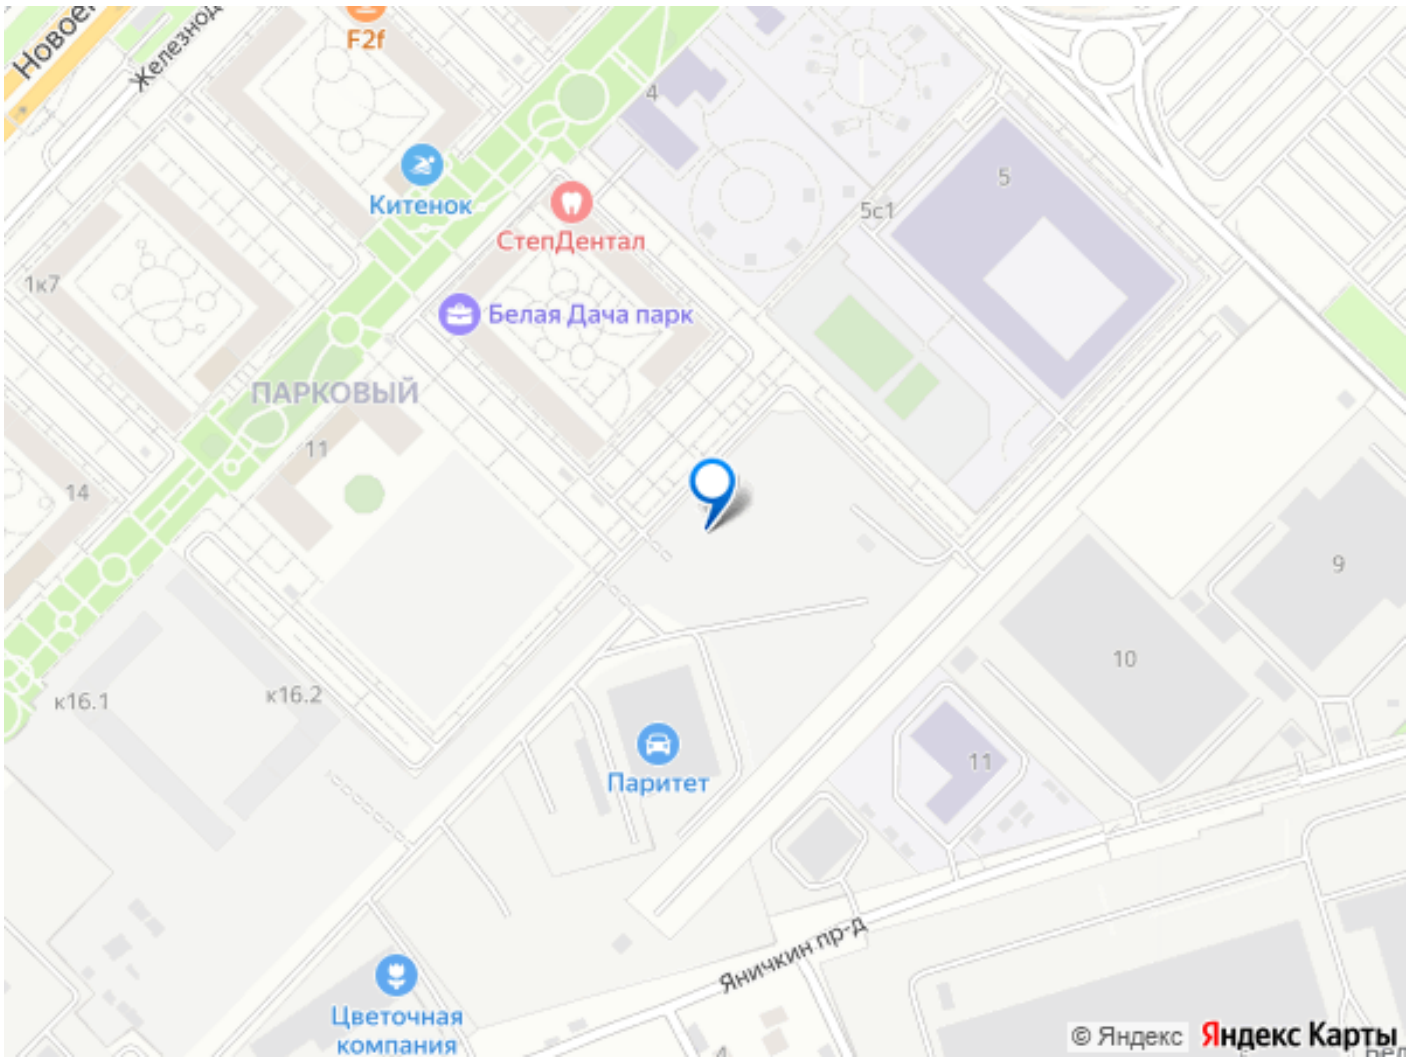 Новоег
Железнод
F2f
4
5
Китенок
5с1
СтепДентал
1к7
Белая Дача парк
ПАРКОВЫЙ
11
14
9
10
к16.1
к16.2
11
Паритет
Яничкин пр-д
Цветочная
компания
© Яндекс
Яндекс Карты